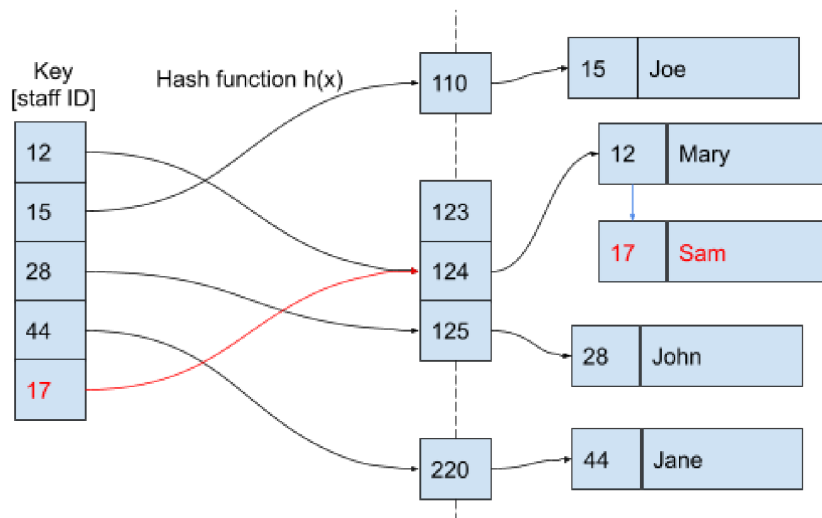 Key
[staff ID]
12
15
28
44
17
Hash function h(x)
110
123
124
125
220
15 Joe
12 Mary
17 Sam
28 John
44 Jane